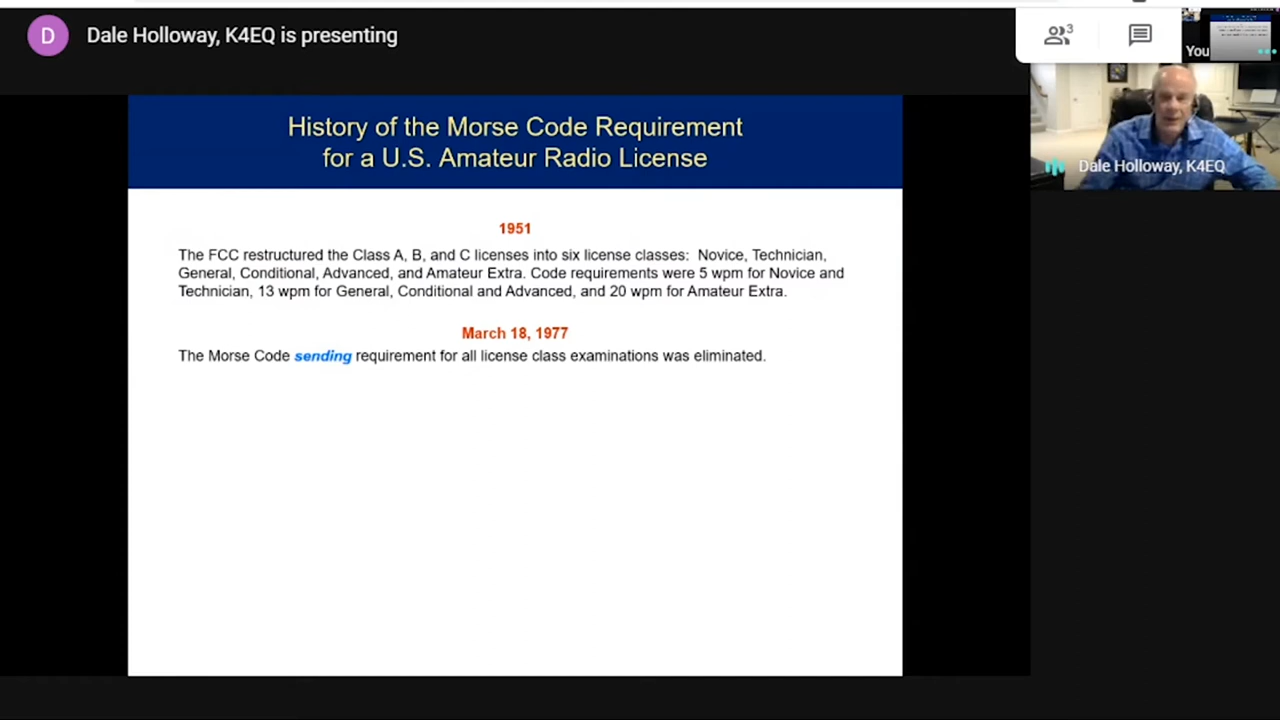 D
Dale Holloway, K4EQ is presenting
3
You
Dale Holloway, K4EQ
History of the Morse Code Requirement
for a U.S. Amateur Radio License
1951
The FCC restructured the Class A, B, and C licenses into six license classes: Novice, Technician,
General, Conditional, Advanced, and Amateur Extra. Code requirements were 5 wpm for Novice and
Technician, 13 wpm for General, Conditional and Advanced, and 20 wpm for Amateur Extra.
March 18, 1977
The Morse Code sending requirement for all license class examinations was eliminated.